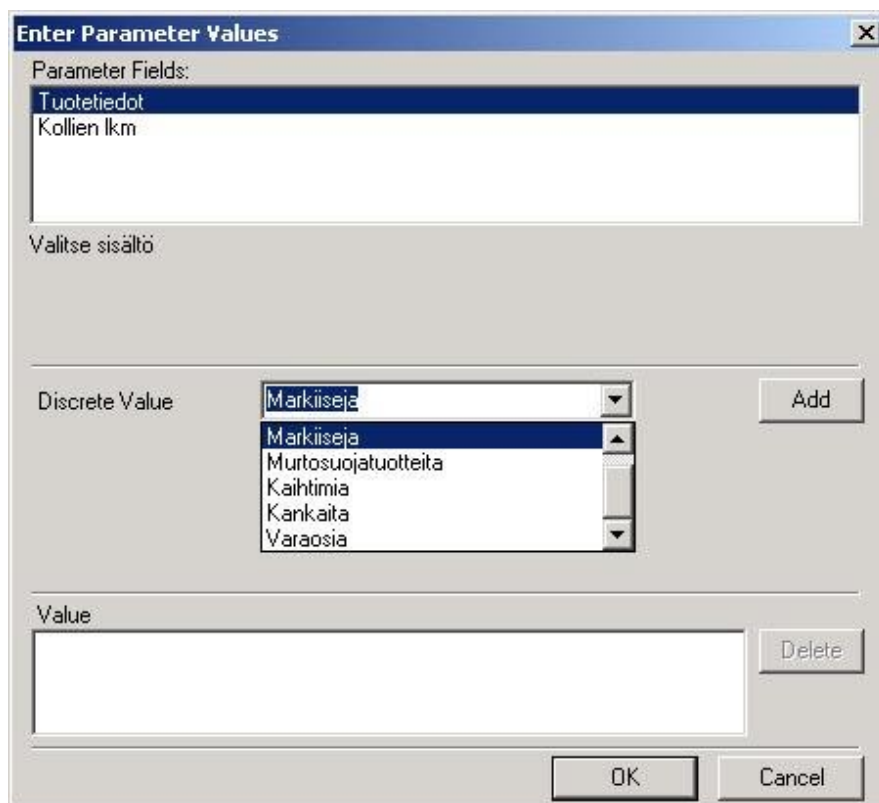 Enter Parameter Values
Parameter Fields:
Tuotetiedot
Kollien lkm
Valitse sisältö
Discrete Value
Markiiseja
Add
Markiiseja
Murtosuojatuotteita
Kaihtimia
Kankaita
Varaosia
Value
Delete
OK
Cancel